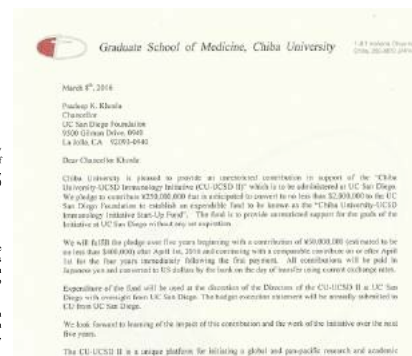 Graduate School of Medicine, Chiba University
March 8th, 2016
Pradeep K. Khosla
Chancellor
UC San Diego Foundation
9500 Gilman Drive, 0940
La Jolla, CA 92093-0940
Dear Chancellor Khosla:
Chiba University is pleased to provide an unrestricted contribution in support of the "Chiba
University-UCSD Immunology Initiative (CU-UCSD II)" which is to be administered at UC San Diego.
We pledge to contribute ¥250,000,000 that is anticipated to convert to no less than $2,000,000 to the UC
San Diego Foundation to establish an expendable fund to be known as the "Chiba University-UCSD
Immunology Initiative Start-Up Fund". The fund is to provide unrestricted support for the goals of the
Initiative at UC San Diego without any set expiration.
We will fulfill the pledge over five years beginning with a contribution of ¥50,000,000 (estimated to be
no less than $400,000) after April 1st, 2016 and continuing with a comparable contribution on or after April
1st for the four years immediately following the first payment. All contributions will be paid in
Japanese yen and converted to US dollars by the bank on the day of transfer using current exchange rates.
Expenditure of the fund will be used at the discretion of the Directors of the CU-UCSD II at UC San
Diego with oversight from UC San Diego. The budget execution statement will be annually submitted to
CU from UC San Diego.
We look forward to learning of the impact of this contribution and the work of the Initiative over the next
five years.
The CU-UCSD II is a unique platform for initiating a global and pan-pacific research and academic